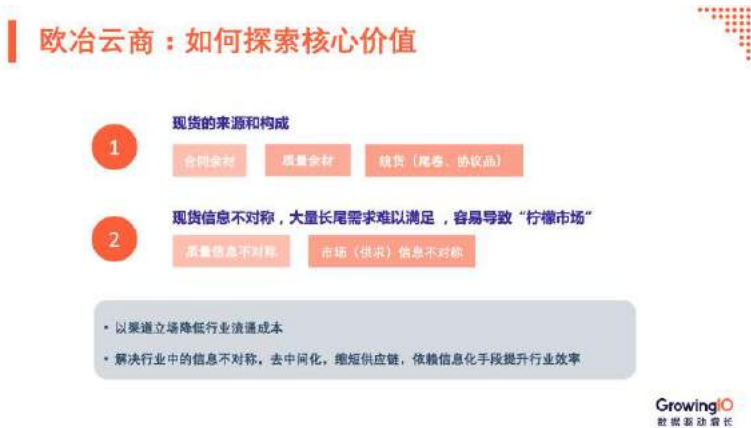 欧冶云商：如何探索核心价值
1
现货的来源和构成
合同余材
质量余材
统货（尾卷、协议品）
2
现货信息不对称，大量长尾需求难以满足，容易导致“柠檬市场”
质量信息不对称
市场（供求）信息不对称
• 以渠道立场降低行业流通成本
• 解决行业中的信息不对称，去中间化，缩短供应链，依赖信息化手段提升行业效率
GrowingIO
数据驱动增长